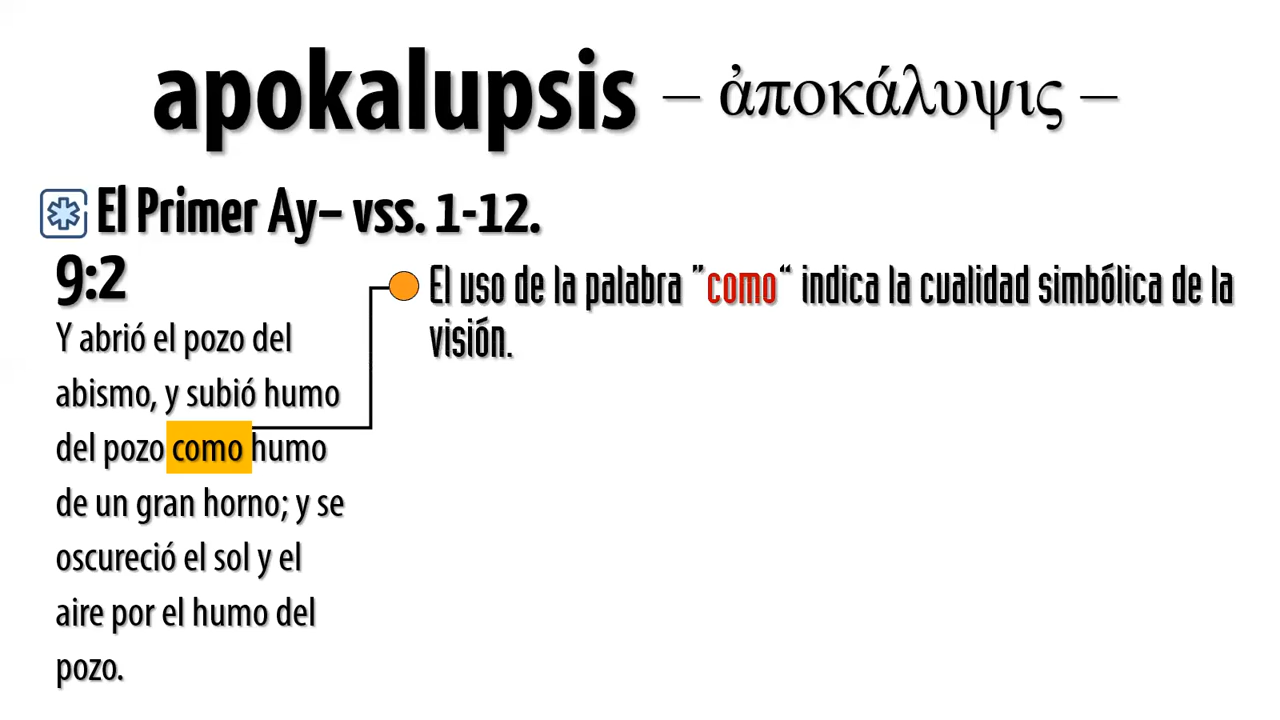 apokalupsis – ἀποκάλυψις –
El Primer Ay– vss. 1-12.
9:2
Y abrió el pozo del
abismo, y subió humo
del pozo como humo
de un gran horno; y se
oscureció el sol y el
aire por el humo del
pozo.
El uso de la palabra ”como“ indica la cualidad simbólica de la
visión.